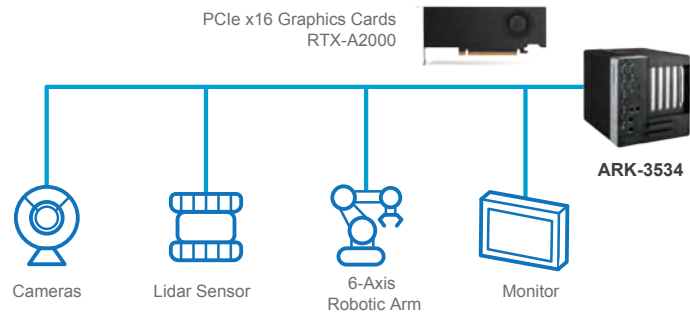 PCIe x16 Graphics Cards
RTX-A2000
ARK-3534
Cameras
Lidar Sensor
6-Axis
Robotic Arm
Monitor